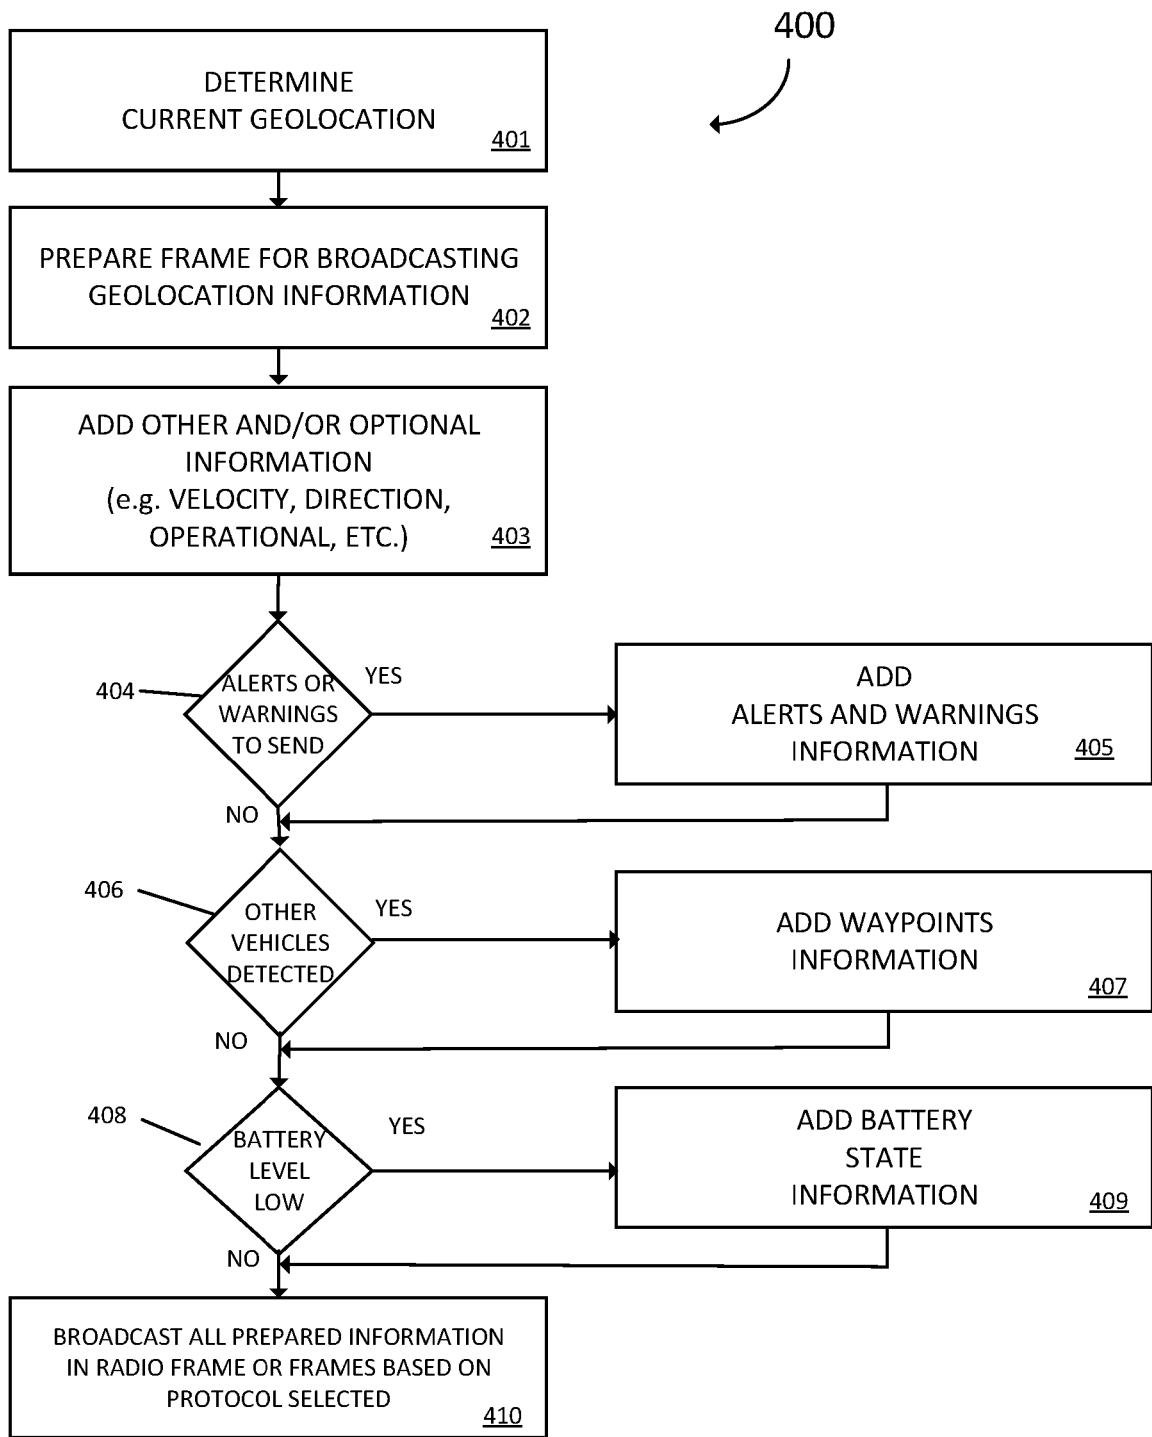 400
DETERMINE
CURRENT GEOLOCATION
401
PREPARE FRAME FOR BROADCASTING
GEOLOCATION INFORMATION
402
ADD OTHER AND/OR OPTIONAL
INFORMATION
(e.g. VELOCITY, DIRECTION,
OPERATIONAL, ETC.)
403
404
ALERTS OR
WARNINGS
TO SEND
YES
ADD
ALERTS AND WARNINGS
INFORMATION
405
NO
406
OTHER
VEHICLES
DETECTED
YES
ADD WAYPOINTS
INFORMATION
407
NO
408
BATTERY
LEVEL
LOW
YES
ADD BATTERY
STATE
INFORMATION
409
NO
BROADCAST ALL PREPARED INFORMATION
IN RADIO FRAME OR FRAMES BASED ON
PROTOCOL SELECTED
410